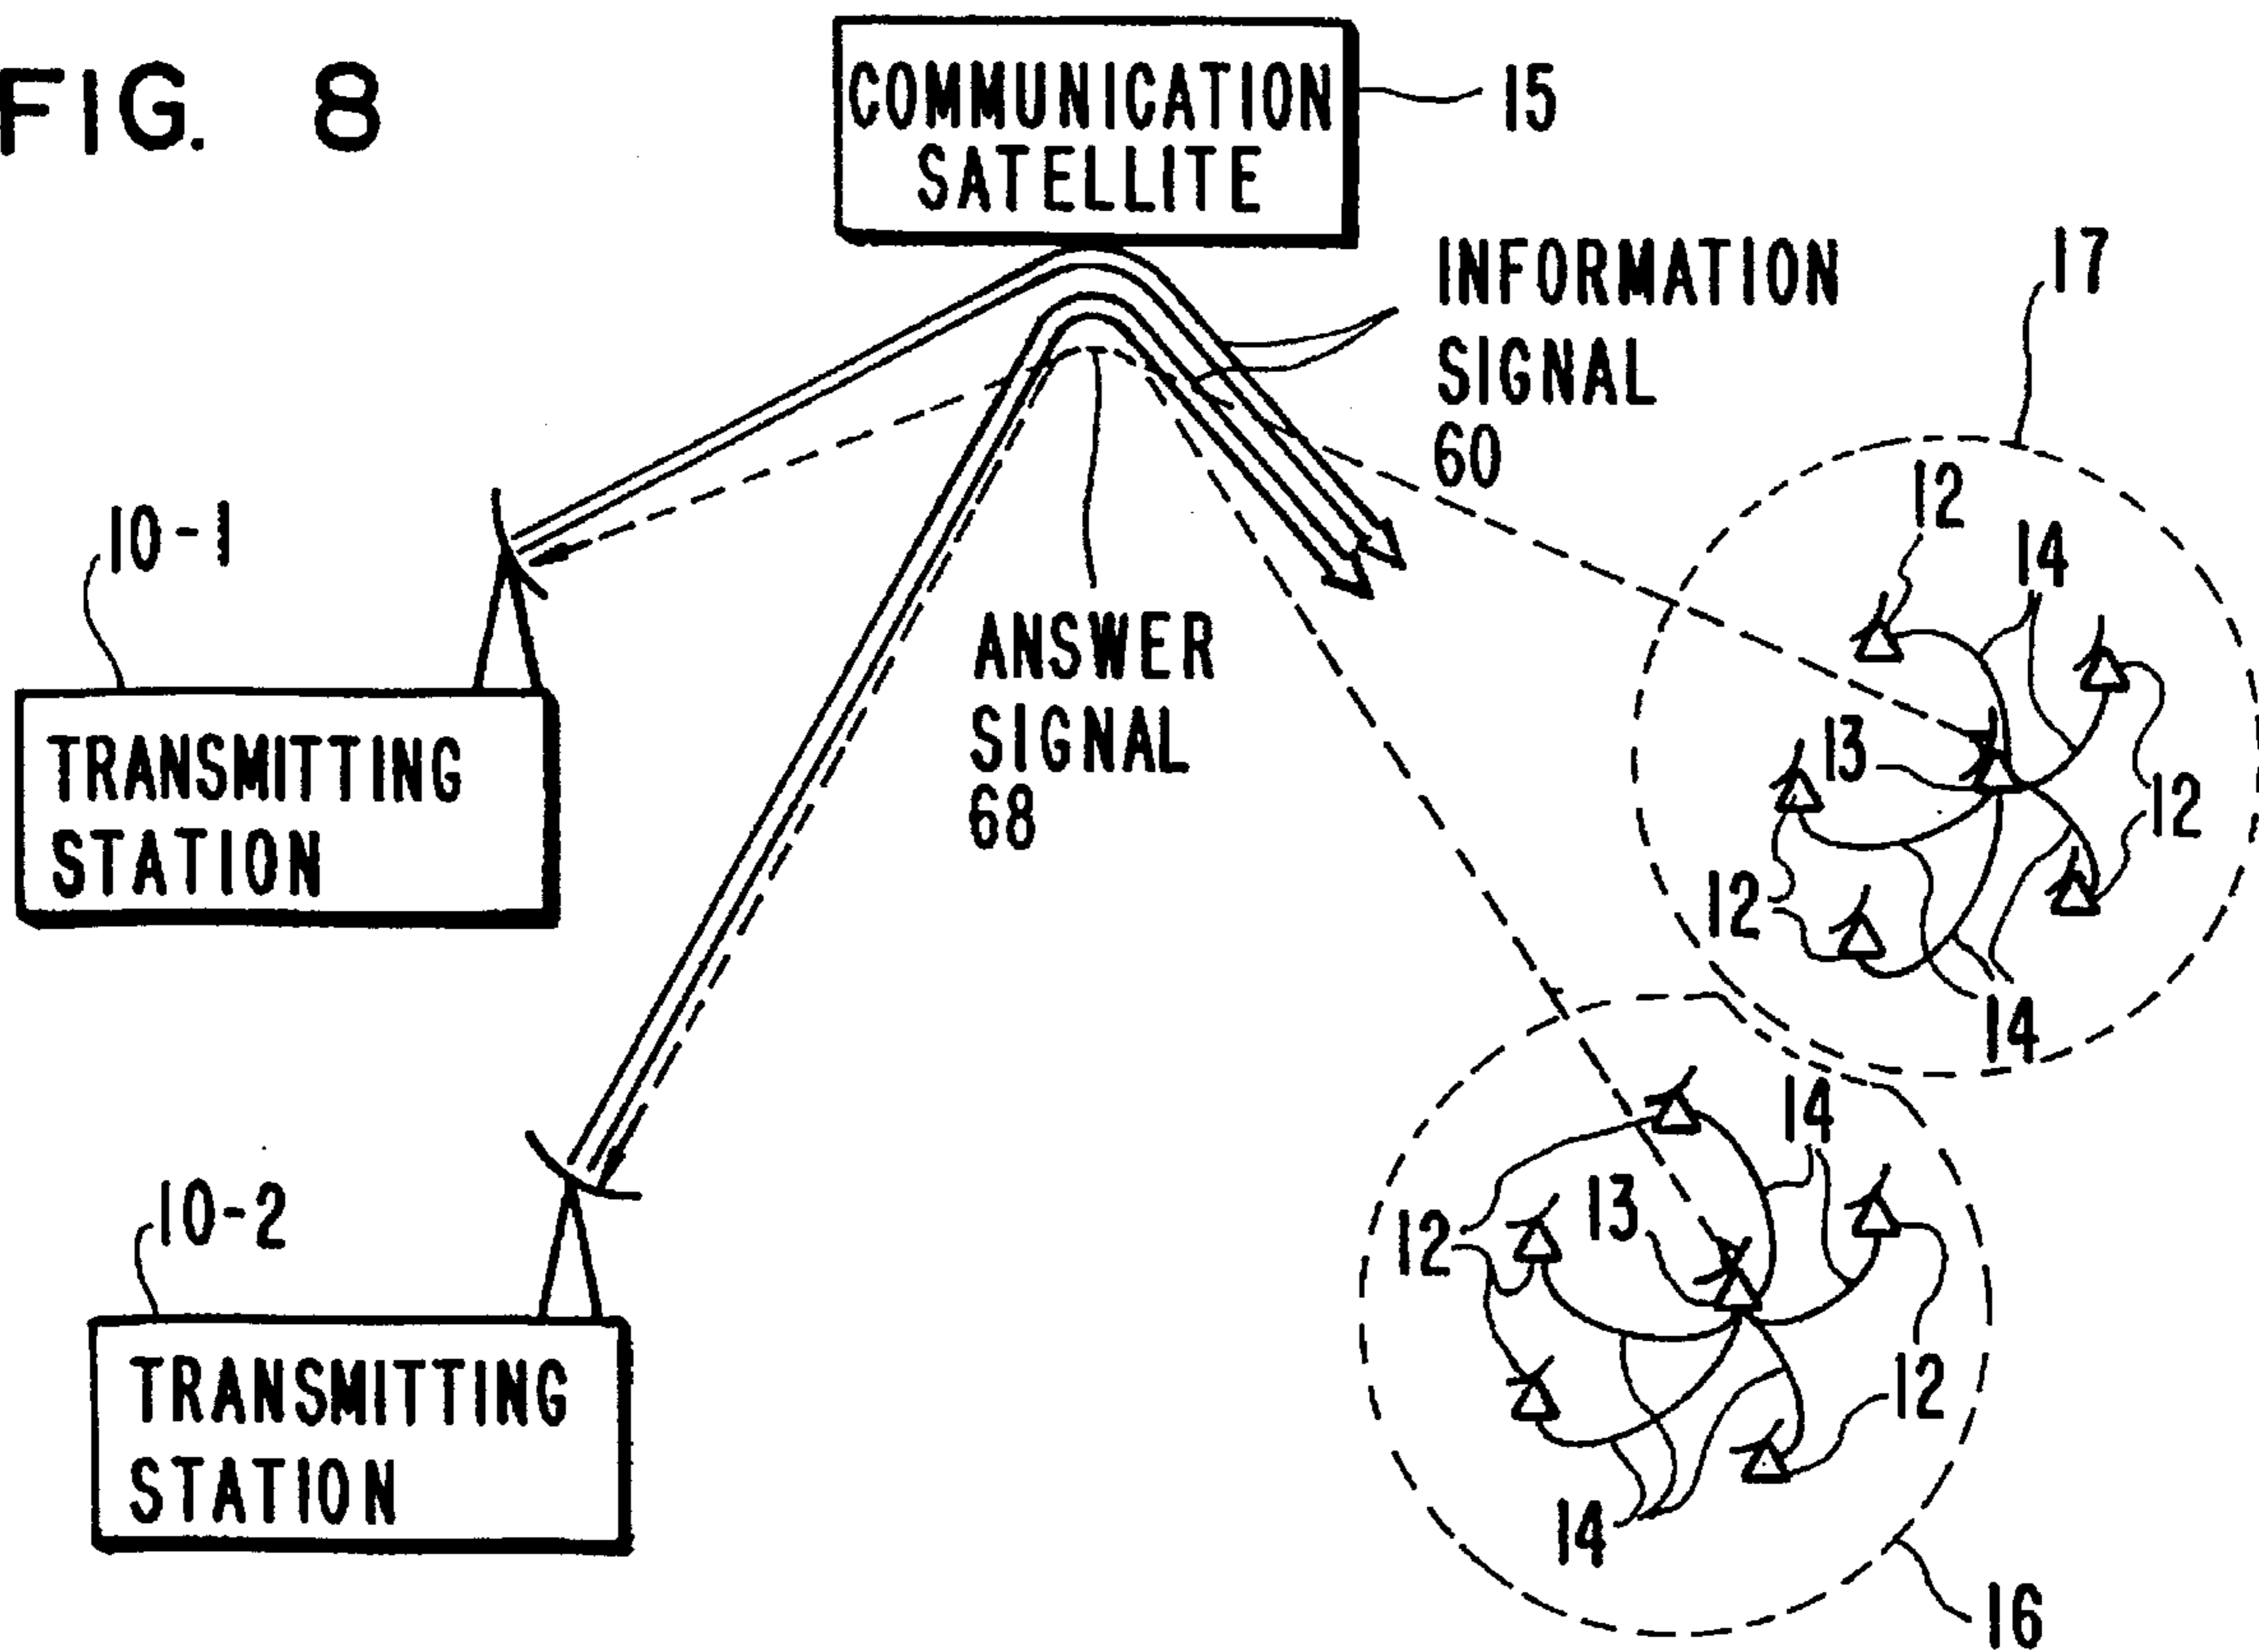 FIG. 8
COMMUNICATION
SATELLITE
15
INFORMATION
SIGNAL
60
17
12
14
10-1
ANSWER
SIGNAL
68
13
12
12
14
TRANSMITTING
STATION
14
13
12
10-2
12
14
16
TRANSMITTING
STATION